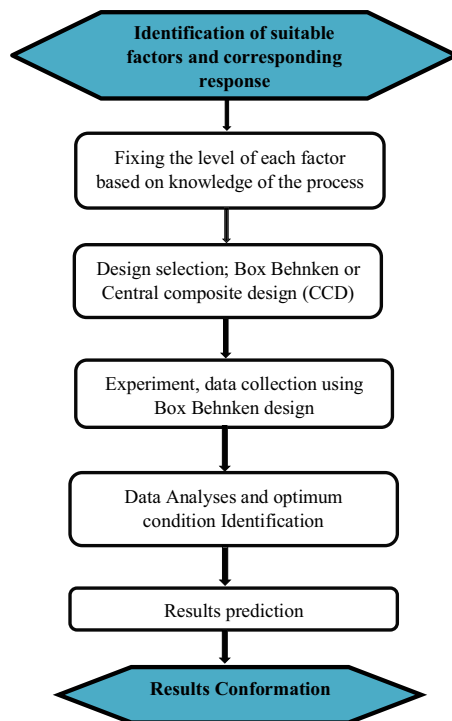 Identification of suitable
factors and corresponding
response
Fixing the level of each factor
based on knowledge of the process
Design selection; Box Behnken or
Central composite design (CCD)
Experiment, data collection using
Box Behnken design
Data Analyses and optimum
condition Identification
Results prediction
Results Conformation